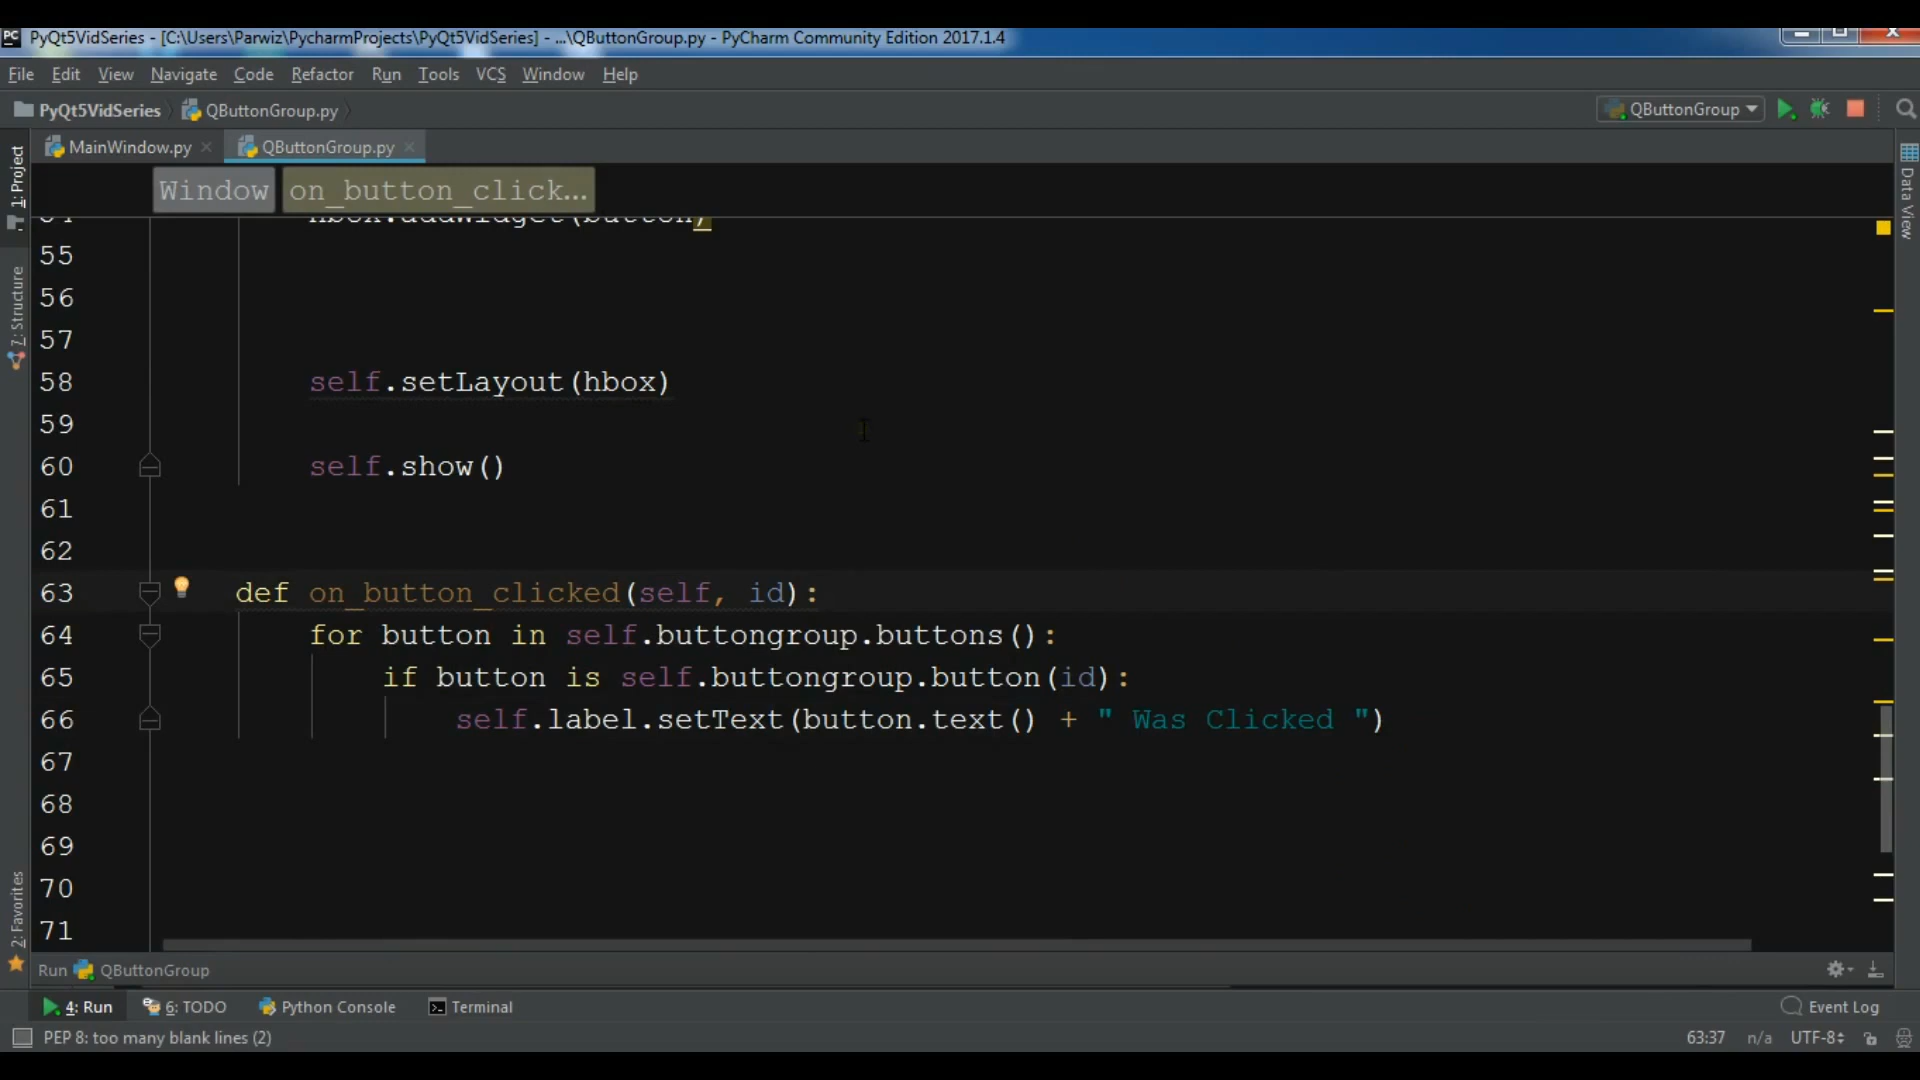 PC PyQt5VidSeries - [C:\Users\Parwiz\PycharmProjects\PyQt5VidSeries] - ...\QButtonGroup.py - PyCharm Community Edition 2017.1.4
File Edit View Navigate Code Refactor Run Tools VCS Window Help
PyQt5VidSeries QButtonGroup.py QButtonGroup
MainWindow.py QButtonGroup.py
1: Project
7: Structure
2: Favorites
Data View
Window on_button_click...
54 hbox.addWidget(button)
55
56
57
58 self.setLayout(hbox)
59
60 self.show()
61
62
63 def on_button_clicked(self, id):
64 for button in self.buttongroup.buttons():
65 if button is self.buttongroup.button(id):
66 self.label.setText(button.text() + " Was Clicked ")
67
68
69
70
71
Run QButtonGroup
4: Run 6: TODO Python Console Terminal Event Log
PEP 8: too many blank lines (2) 63:37 n/a UTF-8